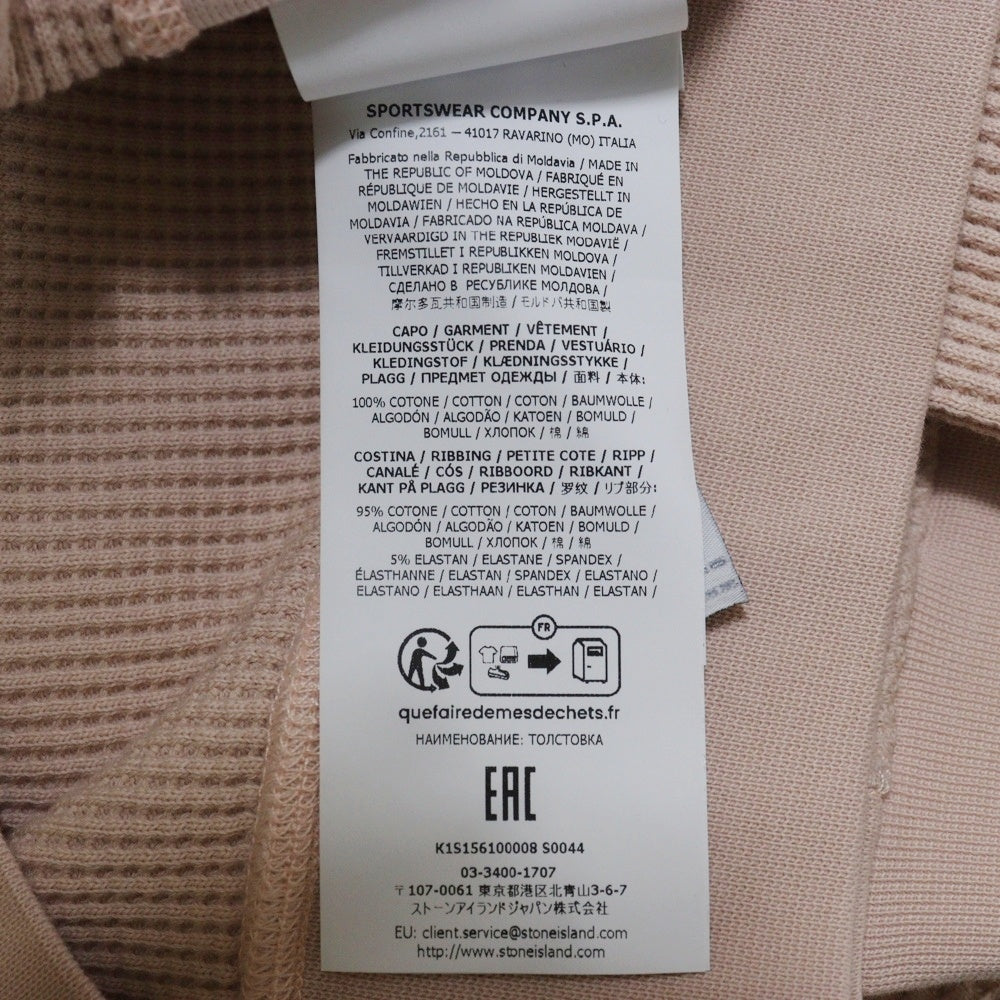 SPORTSWEAR COMPANY S.P.A.
Via Confine,2161 — 41017 RAVARINO (MO) ITALIA
Fabbricato nella Repubblica di Moldavia / MADE IN
THE REPUBLIC OF MOLDOVA / FABRIQUÉ EN
RÉPUBLIQUE DE MOLDAVIE / HERGESTELLT IN
MOLDAWIEN / HECHO EN LA REPÚBLICA DE
MOLDAVIA / FABRICADO NA REPÚBLICA MOLDAVA /
VERVAARDIGD IN THE REPUBLIEK MODAVIË /
FREMSTILLET I REPUBLIKKEN MOLDOVA /
TILLVERKAD I REPUBLIKEN MOLDAVIEN /
СДЕЛАНО В РЕСУБЛИКЕ МОЛДОВА /
摩尔多瓦共和国制造 / モルドバ共和国製
CAPO / GARMENT / VÊTEMENT /
KLEIDUNGSSTÜCK / PRENDA / VESTUÁRIO /
KLEDINGSTOF / KLÆDNINGSSTYKKE /
PLAGG / ПРЕДМЕТ ОДЕЖДЫ / 面料 / 本体:
100% COTONE / COTTON / COTON / BAUMWOLLE /
ALGODÓN / ALGODÃO / KATOEN / BOMULD /
BOMULL / ХЛОПОК / 棉 / 綿
COSTINA / RIBBING / PETITE COTE / RIPP /
CANALÉ / CÓS / RIBBOORD / RIBKANT /
KANT PÅ PLAGG / РЕЗИНКА / 罗纹 / リブ部分:
95% COTONE / COTTON / COTON / BAUMWOLLE /
ALGODÓN / ALGODÃO / KATOEN / BOMULD /
BOMULL / ХЛОПОК / 棉 / 綿
5% ELASTAN / ELASTANE / SPANDEX /
ÉLASTHANNE / ELASTAN / SPANDEX / ELASTANO /
ELASTANO / ELASTHAAN / ELASTHAN / ELASTAN /
FR
quefairedemesdechets.fr
НАИМЕНОВАНИЕ: ТОЛСТОВКА
EAC
K1S156100008 S0044
03-3400-1707
〒107-0061 東京都港区北青山3-6-7
ストーンアイランドジャパン株式会社
EU: client.service@stoneisland.com
http://www.stoneisland.com